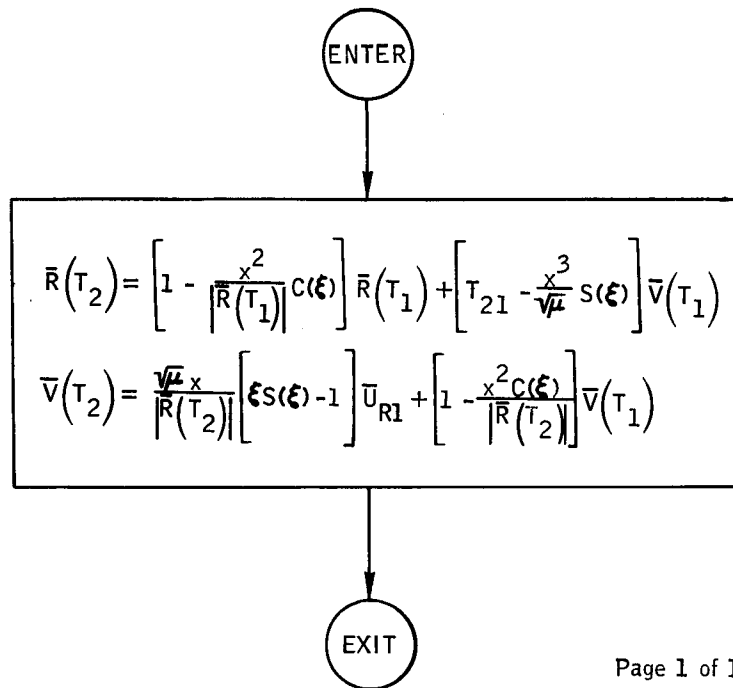 ENTER
R̄(T₂) = [1 - x²/|R̄(T₁)| C(ξ)] R̄(T₁) + [T₂₁ - x³/√μ S(ξ)] V̄(T₁)
V̄(T₂) = √μ x/|R̄(T₂)| [ξS(ξ) - 1] Ū_R1 + [1 - x²C(ξ)/|R̄(T₂)|] V̄(T₁)
EXIT
Page 1 of 1